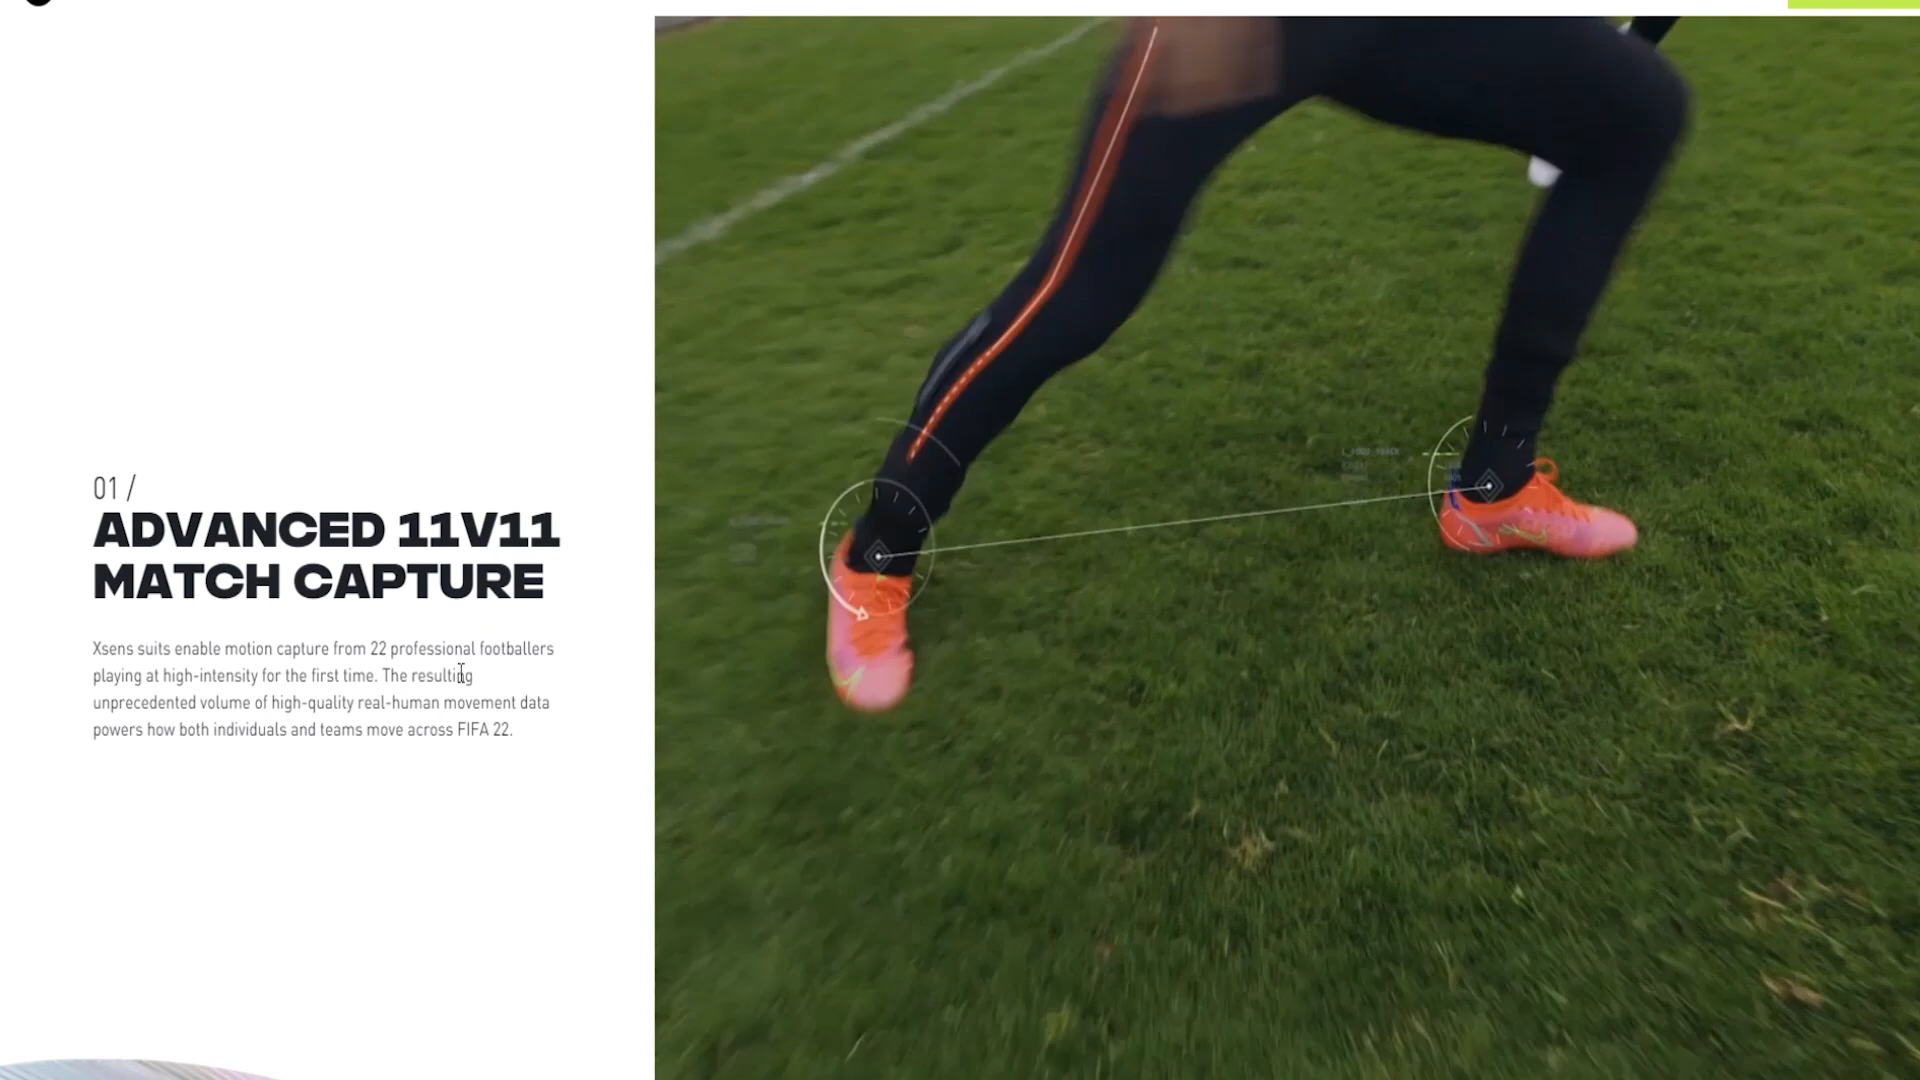 01 /
ADVANCED 11V11
MATCH CAPTURE
Xsens suits enable motion capture from 22 professional footballers
playing at high-intensity for the first time. The resulting
unprecedented volume of high-quality real-human movement data
powers how both individuals and teams move across FIFA 22.